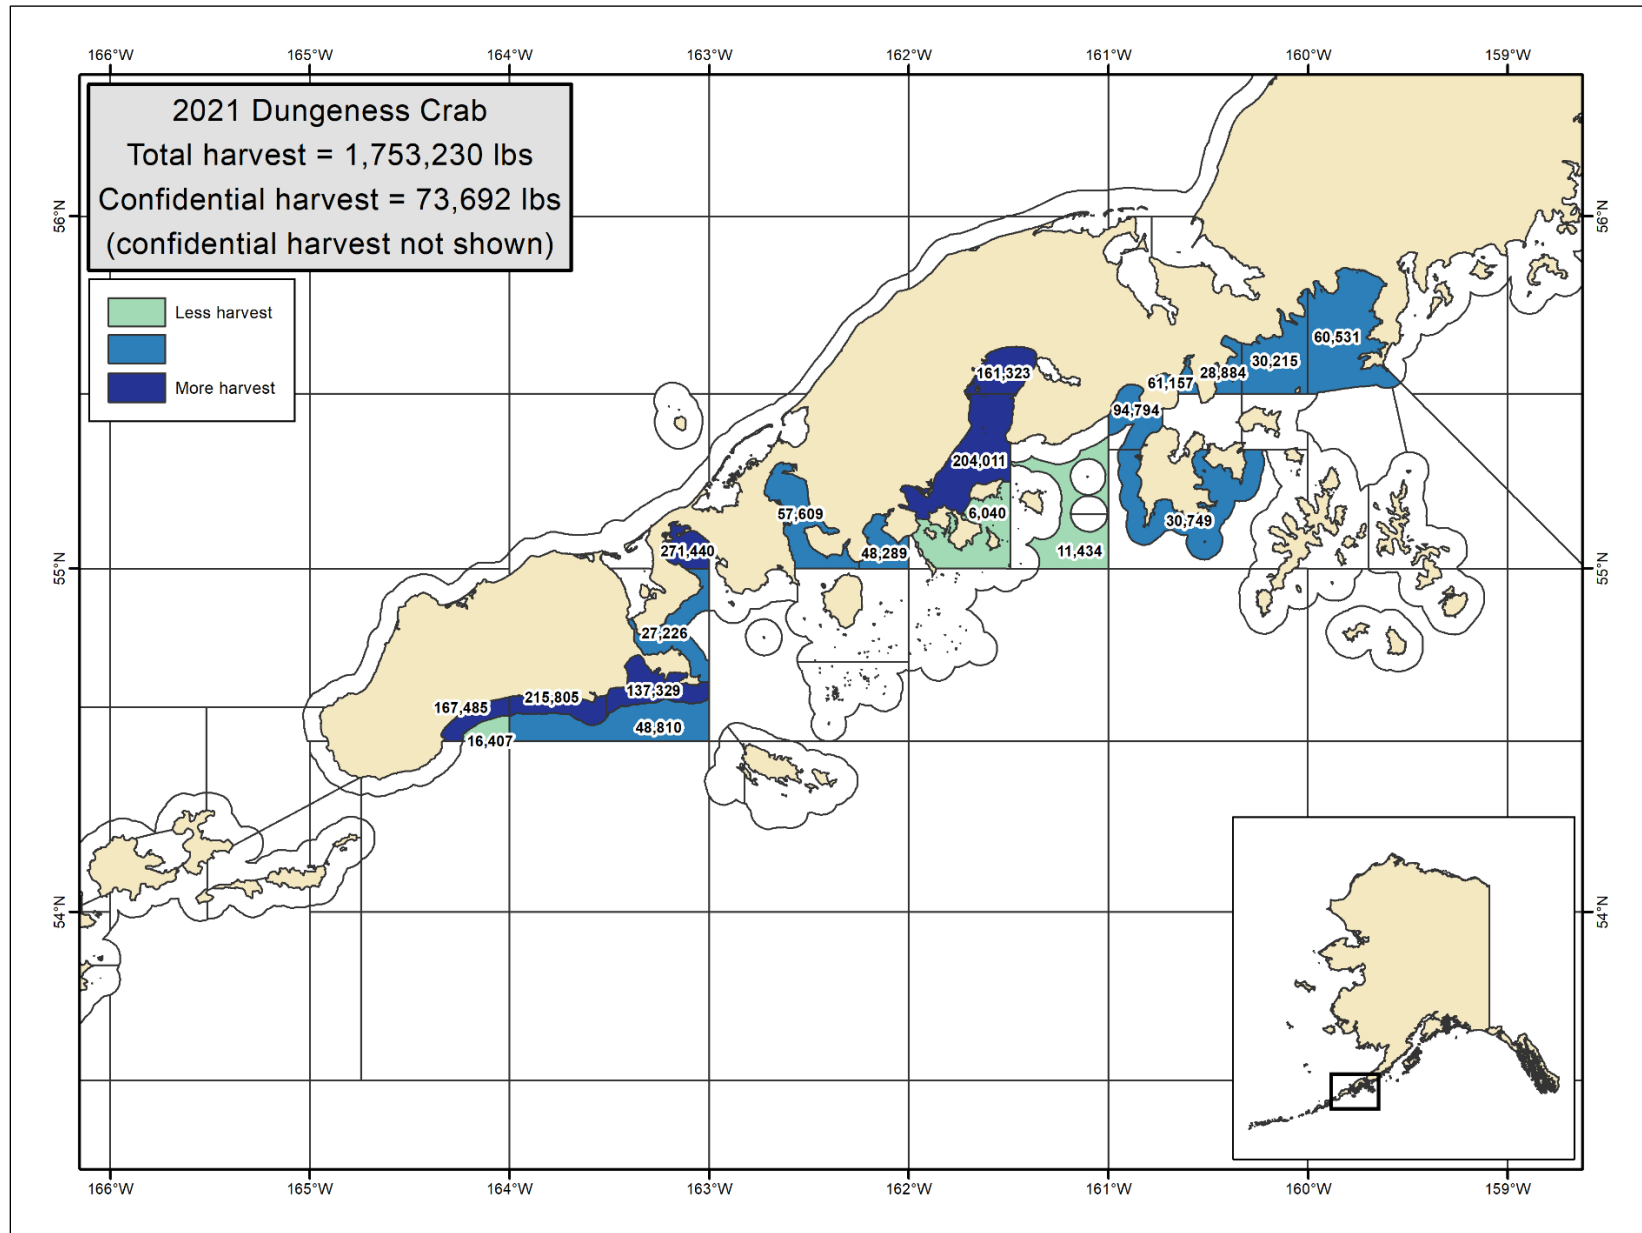 166°W 165°W 164°W 163°W 162°W 161°W 160°W 159°W
2021 Dungeness Crab
Total harvest = 1,753,230 lbs
Confidential harvest = 73,692 lbs
(confidential harvest not shown)
56°N
56°N
Less harvest
More harvest
60,531
30,215
28,884
61,157
94,794
161,323
204,011
30,749
6,040
11,434
57,609
48,289
271,440
55°N
55°N
27,226
137,329
215,805
167,485
48,810
16,407
54°N
54°N
166°W 165°W 164°W 163°W 162°W 161°W 160°W 159°W